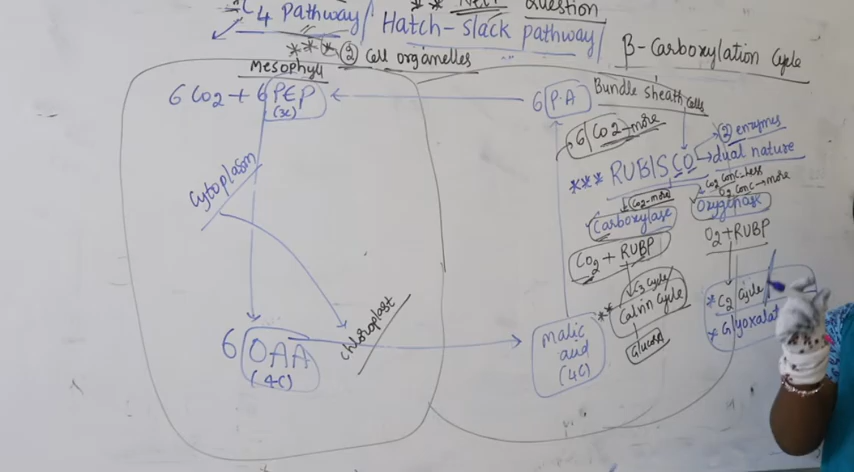 ** NEET Question
C4 Pathway/ Hatch-slack pathway/
β-Carboxylation Cycle
*** ② Cell organelles
Mesophyll
6 CO2 + 6 PEP
(3C)
6 P.A
Bundle sheath cells
6 CO2-more
② enzymes
dual nature
*** RUBISCO
Cytoplasm
CO2-more
CO2 conc-less
O2 conc → more
Carboxylase
Oxygenase
CO2 + RUBP
O2 + RUBP
C3 Cycle/
** Calvin Cycle
Glucose
* C2 Cycle
* Glyoxalat
Chloroplast
6 OAA
(4C)
Malic
acid
(4C)